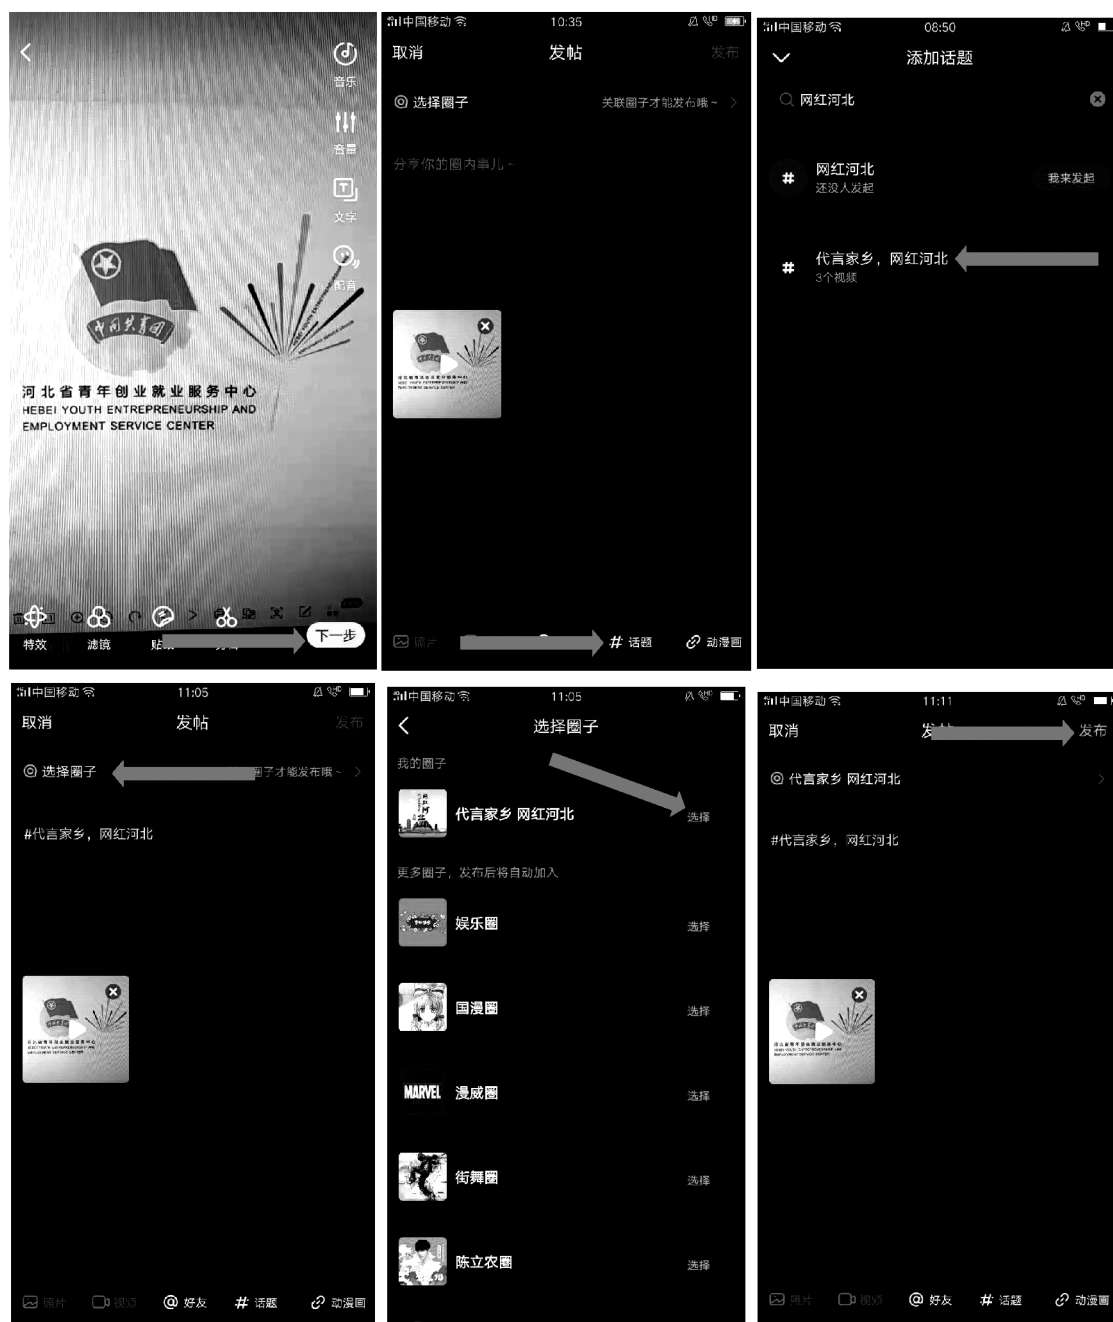 音乐
音量
文字
配音
中国共青团
河北省青年创业就业服务中心
HEBEI YOUTH ENTREPRENEURSHIP AND
EMPLOYMENT SERVICE CENTER
特效
滤镜
下一步
中国移动
10:35
取消
发帖
发布
选择圈子
关联圈子才能发布哦~
分享你的圈内事儿~
照片
# 话题
动漫画
中国移动
08:50
添加话题
网红河北
# 网红河北
还没人发起
我来发起
# 代言家乡，网红河北
3个视频
中国移动
11:05
取消
发帖
发布
选择圈子
圈子才能发布哦~
#代言家乡，网红河北
照片
视频
@ 好友
# 话题
动漫画
中国移动
11:05
选择圈子
我的圈子
代言家乡 网红河北
选择
更多圈子，发布后将自动加入
娱乐圈
选择
国漫圈
选择
MARVEL
漫威圈
选择
街舞圈
选择
陈立农圈
选择
中国移动
11:11
取消
发布
代言家乡 网红河北
#代言家乡，网红河北
照片
视频
@ 好友
# 话题
动漫画